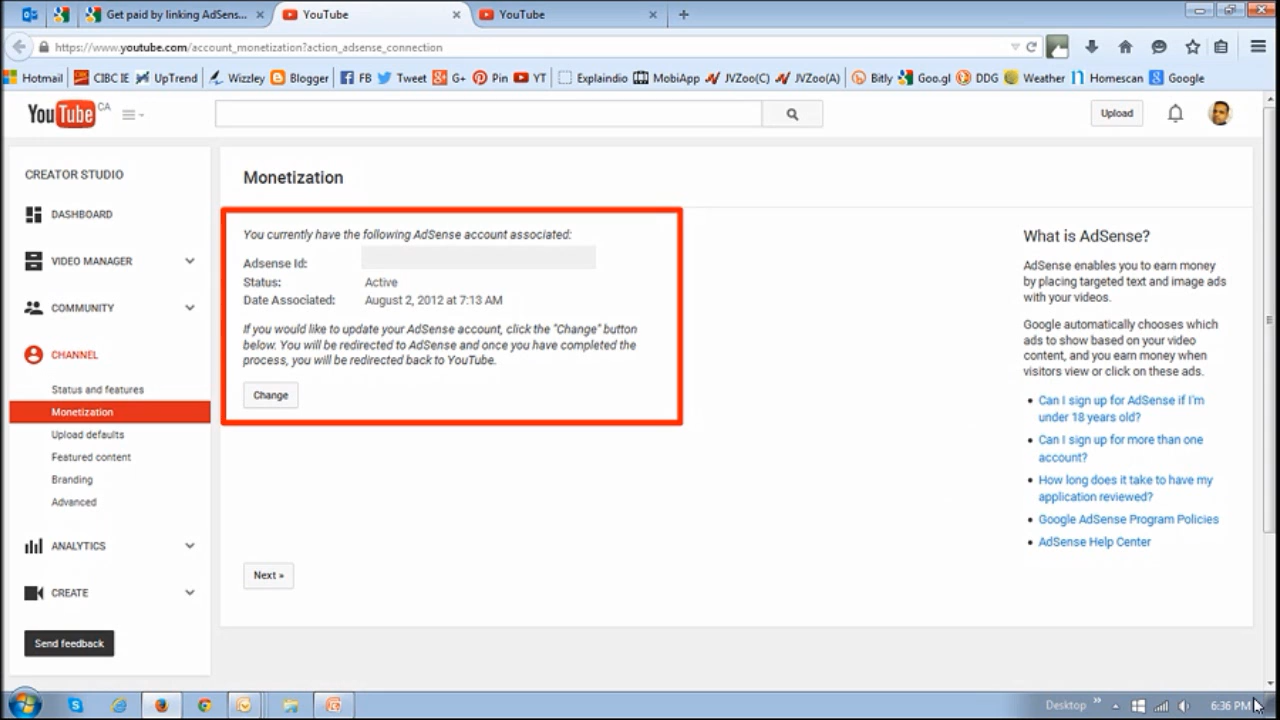 Get paid by linking AdSens...
YouTube
YouTube
https://www.youtube.com/account_monetization?action_adsense_connection
Hotmail CIBC IE UpTrend Wizzley Blogger FB Tweet G+ Pin YT Explaindio MobiApp JVZoo(C) JVZoo(A) Bitly Goo.gl DDG Weather Homescan Google
YouTube CA
Upload
CREATOR STUDIO
DASHBOARD
VIDEO MANAGER
COMMUNITY
CHANNEL
Status and features
Monetization
Upload defaults
Featured content
Branding
Advanced
ANALYTICS
CREATE
Send feedback
Monetization
You currently have the following AdSense account associated:
Adsense Id:
Status: Active
Date Associated: August 2, 2012 at 7:13 AM
If you would like to update your AdSense account, click the "Change" button
below. You will be redirected to AdSense and once you have completed the
process, you will be redirected back to YouTube.
Change
Next »
What is AdSense?
AdSense enables you to earn money
by placing targeted text and image ads
with your videos.
Google automatically chooses which
ads to show based on your video
content, and you earn money when
visitors view or click on these ads.
• Can I sign up for AdSense if I'm
under 18 years old?
• Can I sign up for more than one
account?
• How long does it take to have my
application reviewed?
• Google AdSense Program Policies
• AdSense Help Center
Desktop
6:36 PM